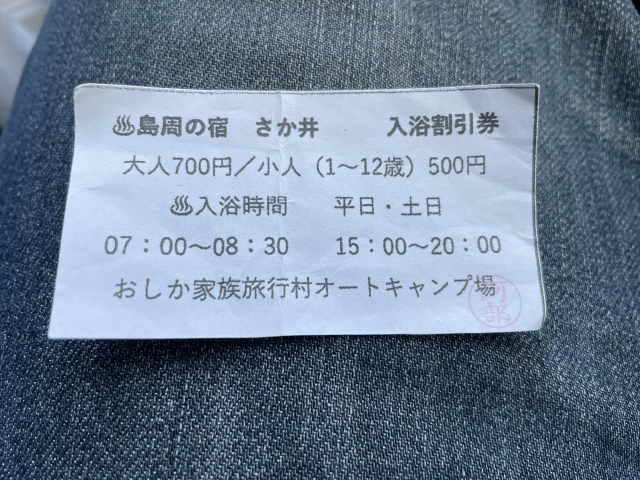 ♨島周の宿 さか井 入浴割引券
大人700円／小人（1～12歳）500円
♨入浴時間 平日・土日
07：00～08：30 15：00～20：00
おしか家族旅行村オートキャンプ場
阿部